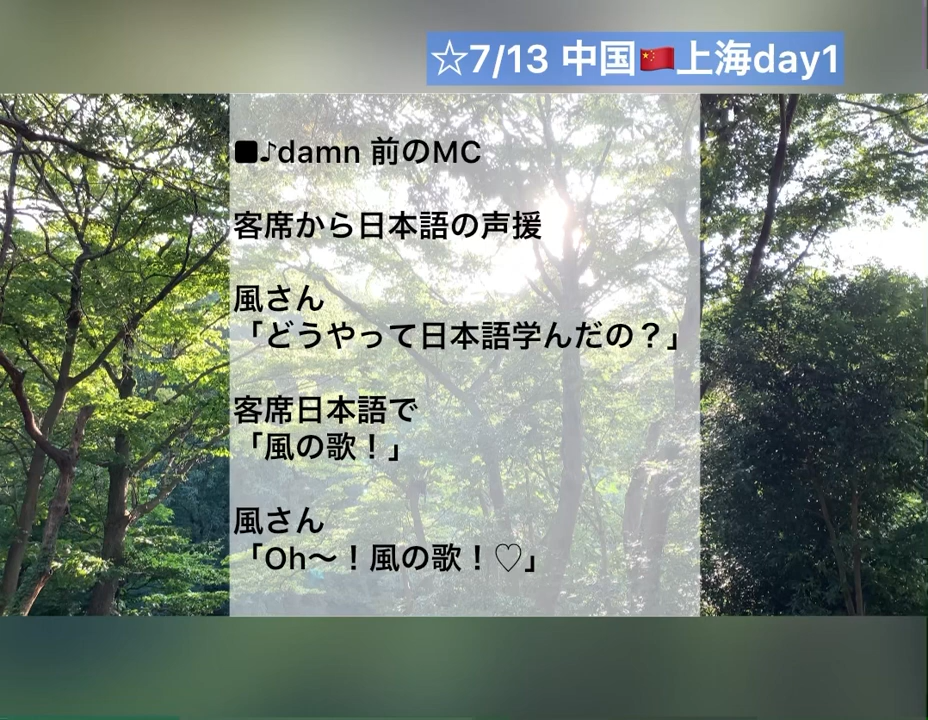 ☆7/13 中国🇨🇳上海day1
■♪damn 前のMC
客席から日本語の声援
風さん
「どうやって日本語学んだの？」
客席日本語で
「風の歌！」
風さん
「Oh〜！風の歌！♡」